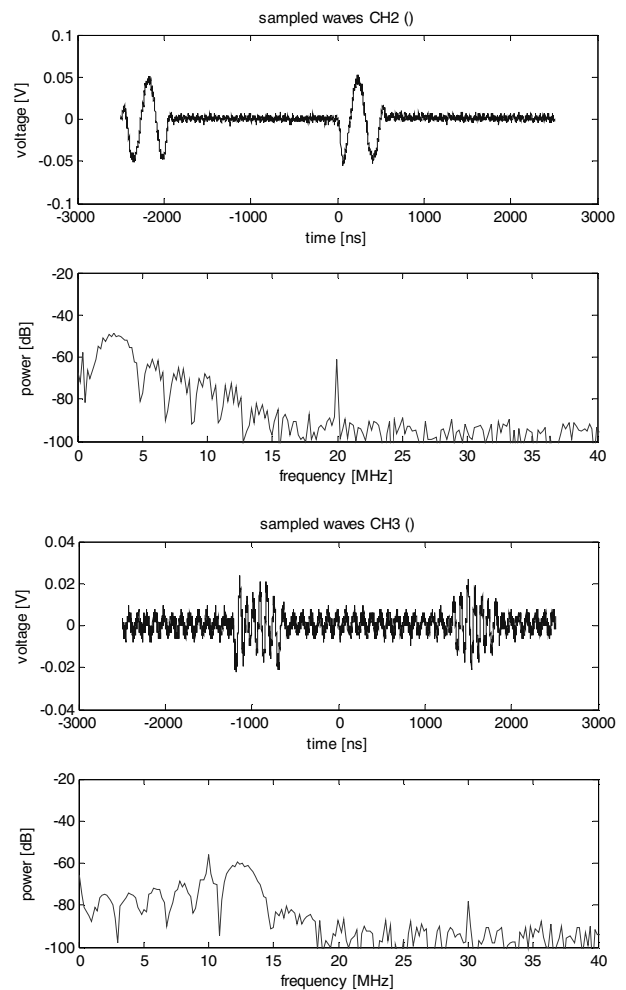 sampled waves CH2 ()
0.1
0.05
0
-0.05
-0.1
voltage [V]
-3000 -2000 -1000 0 1000 2000 3000
time [ns]
-20
-40
-60
-80
-100
power [dB]
0 5 10 15 20 25 30 35 40
frequency [MHz]
sampled waves CH3 ()
0.04
0.02
0
-0.02
-0.04
voltage [V]
-3000 -2000 -1000 0 1000 2000 3000
time [ns]
-20
-40
-60
-80
-100
power [dB]
0 5 10 15 20 25 30 35 40
frequency [MHz]